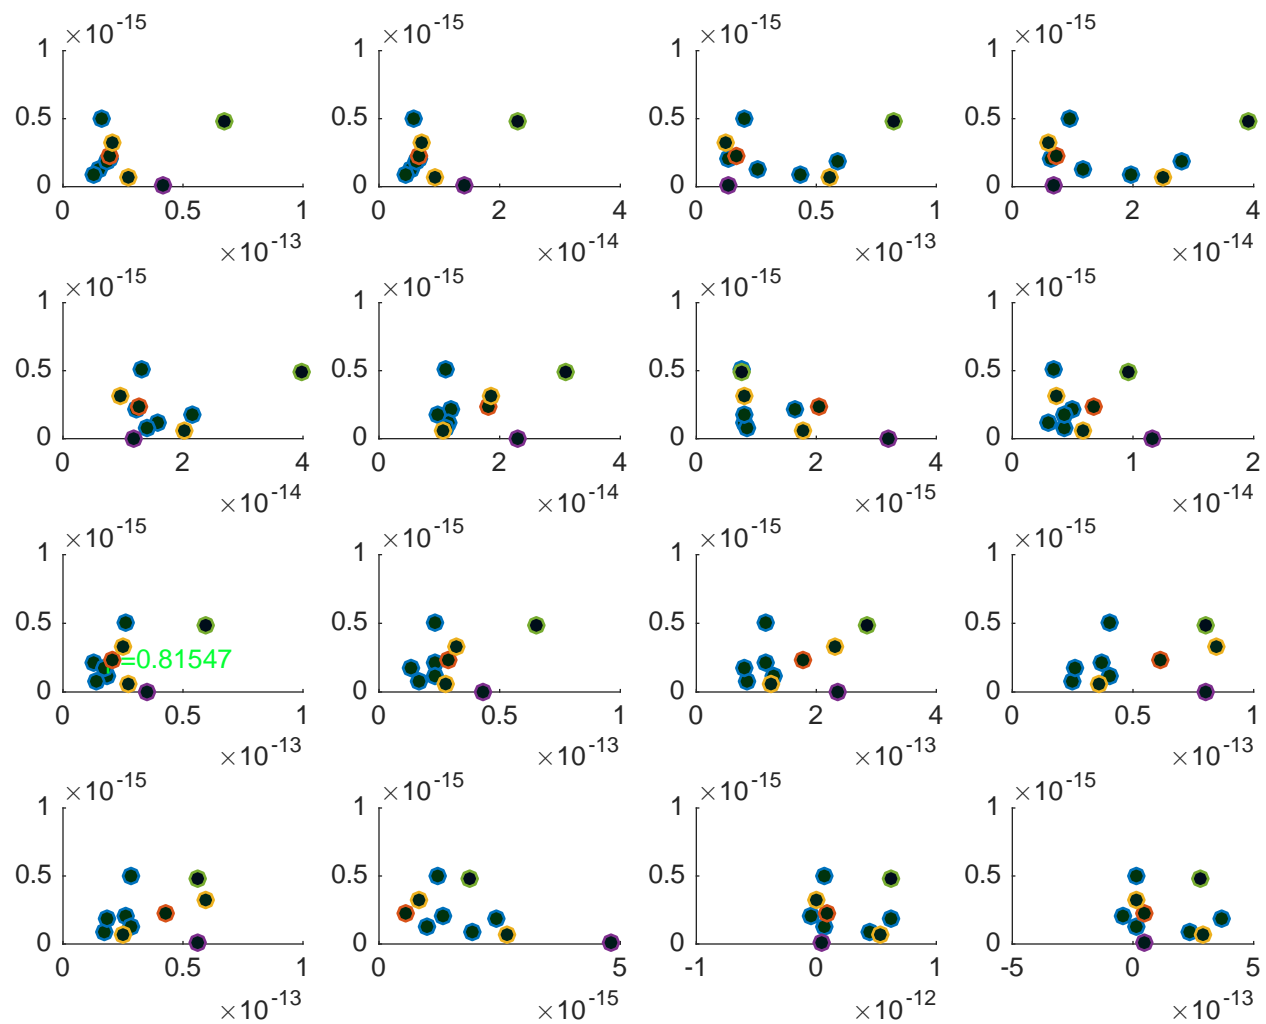 ×10-15 ×10-15 ×10-15 ×10-15
1 1 1 1
0.5 0.5 0.5 0.5
0 0 0 0
0 0.5 1 0 2 4 0 0.5 1 0 2 4
×10-13 ×10-14 ×10-13 ×10-14
×10-15 ×10-15 ×10-15 ×10-15
1 1 1 1
0.5 0.5 0.5 0.5
0 0 0 0
0 2 4 0 2 4 0 2 4 0 1 2
×10-14 ×10-14 ×10-15 ×10-14
×10-15 ×10-15 ×10-15 ×10-15
1 1 1 1
0.5 0.5 0.5 0.5
=0.81547
0 0 0 0
0 0.5 1 0 0.5 1 0 2 4 0 0.5 1
×10-13 ×10-13 ×10-13 ×10-13
×10-15 ×10-15 ×10-15 ×10-15
1 1 1 1
0.5 0.5 0.5 0.5
0 0 0 0
0 0.5 1 0 5 -1 0 1 -5 0 5
×10-13 ×10-15 ×10-12 ×10-13